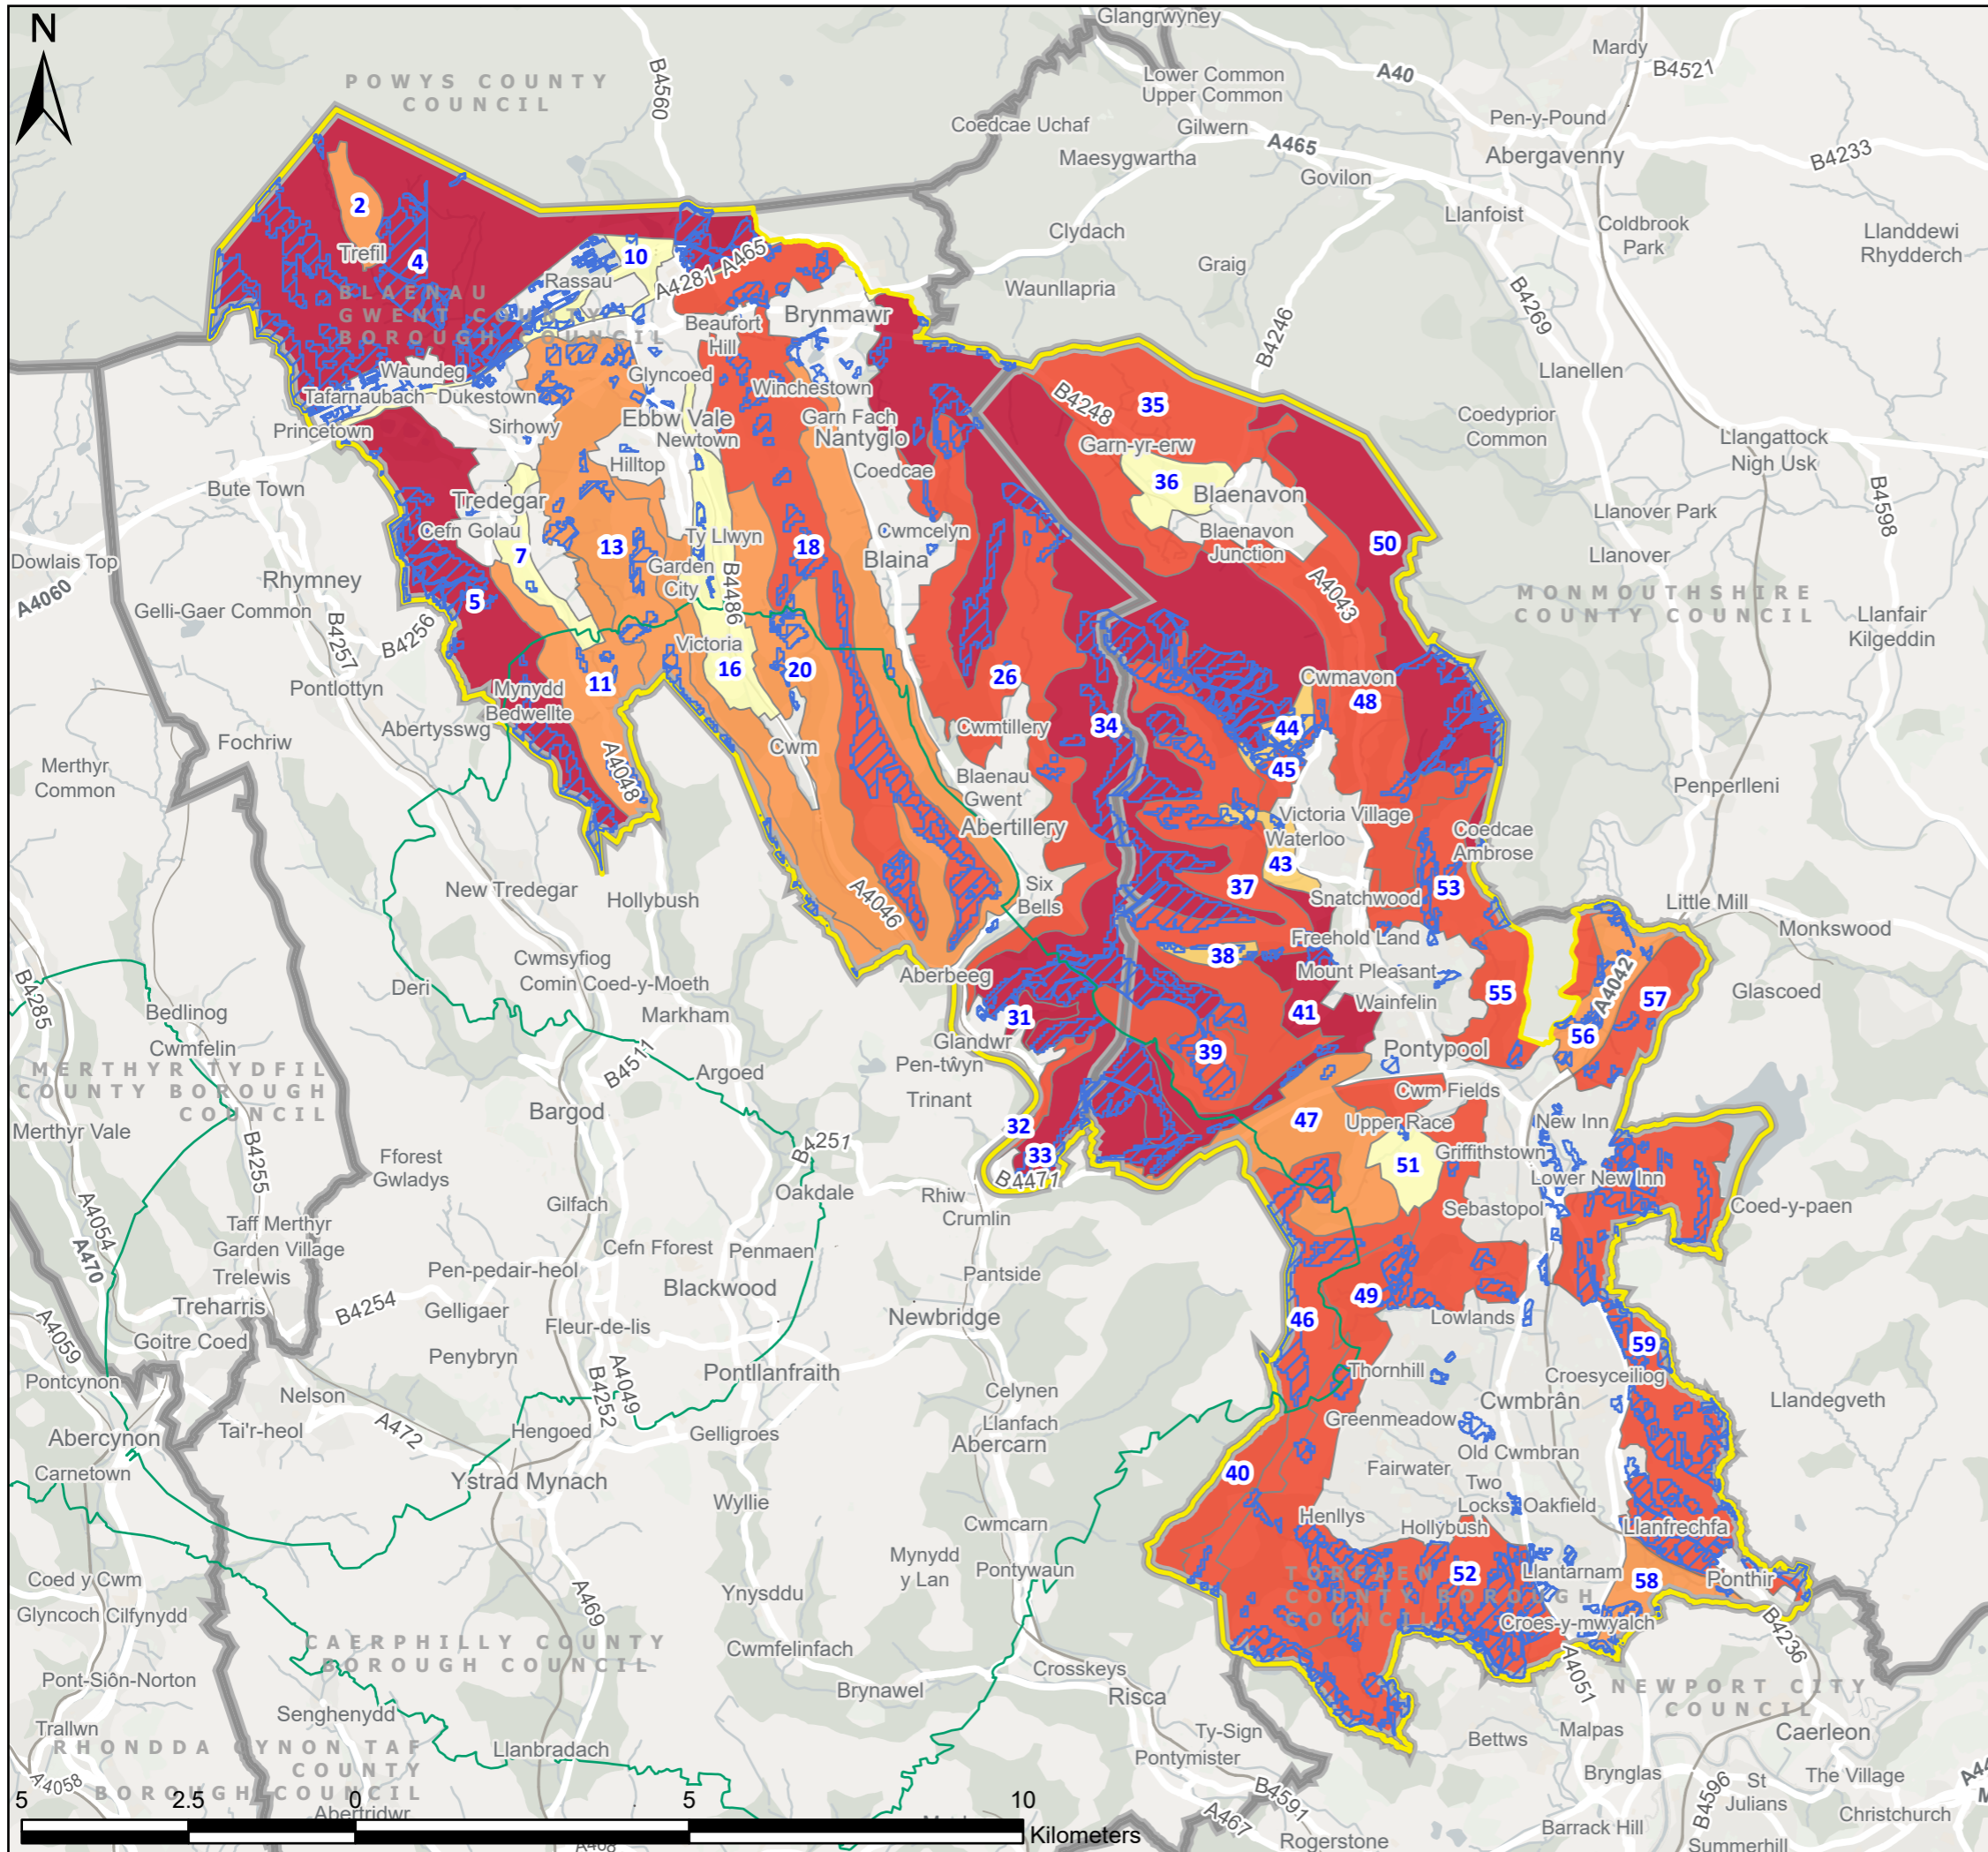 N
Glangrwyney
Mardy
B4521
POWYS COUNTY
COUNCIL
B4560
A40
Lower Common
Upper Common
Pen-y-Pound
Coedcae Uchaf
Gilwern
A465
Maesygwartha
Abergavenny
B4233
Govilon
2
Llanfoist
Coldbrook
Park
Llanddewi
Rhydderch
Clydach
Trefil
4
10
A465
Graig
Rassau
A4281
BLAENAU
GWENT COUNTY
BOROUGH COUNCIL
Waunllapria
B4269
Brynmawr
Beaufort
Hill
B4246
Waundeg
Glyncoed
Llanellen
Tafarnaubach
Dukestown
Winchestown
B4248
35
Princetown
Sirhowy
Ebbw Vale
Newtown
Garn Fach
Nantyglo
Garn-yr-erw
Coedyprior
Common
Llangattock
Nigh Usk
Hilltop
Coedcae
36
Bute Town
Blaenavon
B4598
Tredegar
Llanover Park
Cefn Golau
Ty Llwyn
Cwmcelyn
Blaenavon
Junction
50
7
13
18
Blaina
Llanover
Dowlais Top
Rhymney
Garden
City
B4486
A4043
A4060
Gelli-Gaer Common
5
MONMOUTHSHIRE
COUNTY COUNCIL
B4257
B4256
Victoria
Llanfair
Kilgeddin
16
20
26
Pontlottyn
Mynydd
Bedwellte
11
Cwmavon
48
Abertysswg
Cwmtillery
34
44
Fochriw
Cwm
45
Merthyr
Common
A4048
Blaenau
Gwent
Penperlleni
Victoria Village
Abertillery
Waterloo
Coedcae
Ambrose
43
New Tredegar
Six
Bells
37
53
Hollybush
A4046
Snatchwood
Little Mill
Monkswood
Freehold Land
38
Cwmsyfiog
Comin Coed-y-Moeth
Aberbeeg
Mount Pleasant
A4042
B4285
Deri
55
57
Glascoed
Bedlinog
Markham
31
41
Wainfelin
56
Cwmfelin
Glandwr
39
Pontypool
MERTHYR TYDFIL
COUNTY BOROUGH
COUNCIL
B4511
Argoed
Pen-tŵyn
Cwm Fields
Bargod
Trinant
32
47
Upper Race
New Inn
Merthyr Vale
B4255
Fforest
Gwladys
B4251
33
51
Griffithstown
B4471
Lower New Inn
A4054
Oakdale
Rhiw
Gilfach
Crumlin
Sebastopol
Coed-y-paen
Taff Merthyr
Garden Village
A470
Cefn Fforest
Penmaen
Trelewis
Pen-pedair-heol
Pantside
Blackwood
49
Treharris
B4254
Gelligaer
Newbridge
46
Lowlands
A4059
Goitre Coed
Fleur-de-lis
59
Penybryn
A4049
Pontllanfraith
Thornhill
Croesyceiliog
Pontcynon
B4252
Nelson
Celynen
Cwmbrân
Llandegveth
A472
Llanfach
Greenmeadow
Abercynon
Tai'r-heol
Hengoed
Gelligroes
Abercarn
Old Cwmbran
Carnetown
40
Fairwater
Ystrad Mynach
Two
Locks
Oakfield
Wyllie
Henllys
Cwmcarn
Hollybush
Llanfrechfa
Mynydd
y Lan
Pontywaun
52
Coed y Cwm
TORFAEN
COUNTY BOROUGH
COUNCIL
Llantarnam
58
Ponthir
A469
Ynysddu
Glyncoch
Cilfynydd
Croes-y-mwyalch
CAERPHILLY COUNTY
BOROUGH COUNCIL
Cwmfelinfach
B4236
A4051
Pont-Siôn-Norton
Crosskeys
Brynawel
Risca
NEWPORT CITY
COUNCIL
Senghenydd
Trallwn
Ty-Sign
Malpas
Caerleon
RHONDDA CYNON TAF
COUNTY
BOROUGH COUNCIL
Llanbradach
Pontymister
Bettws
A4058
Brynglas
B4596
St
Julians
The Village
5
2.5
0
5
10
Abertridwr
B4591
Christchurch
A467
Barrack Hill
Kilometers
Rogerstone
Summerhill